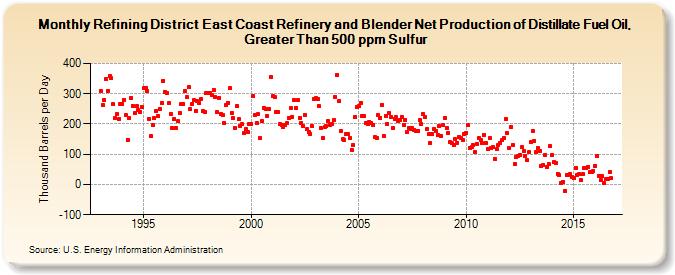 Monthly Refining District East Coast Refinery and Blender Net Production of Distillate Fuel Oil,
Greater Than 500 ppm Sulfur
Thousand Barrels per Day
400
300
200
100
0
-100
1995
2000
2005
2010
2015
Source: U.S. Energy Information Administration